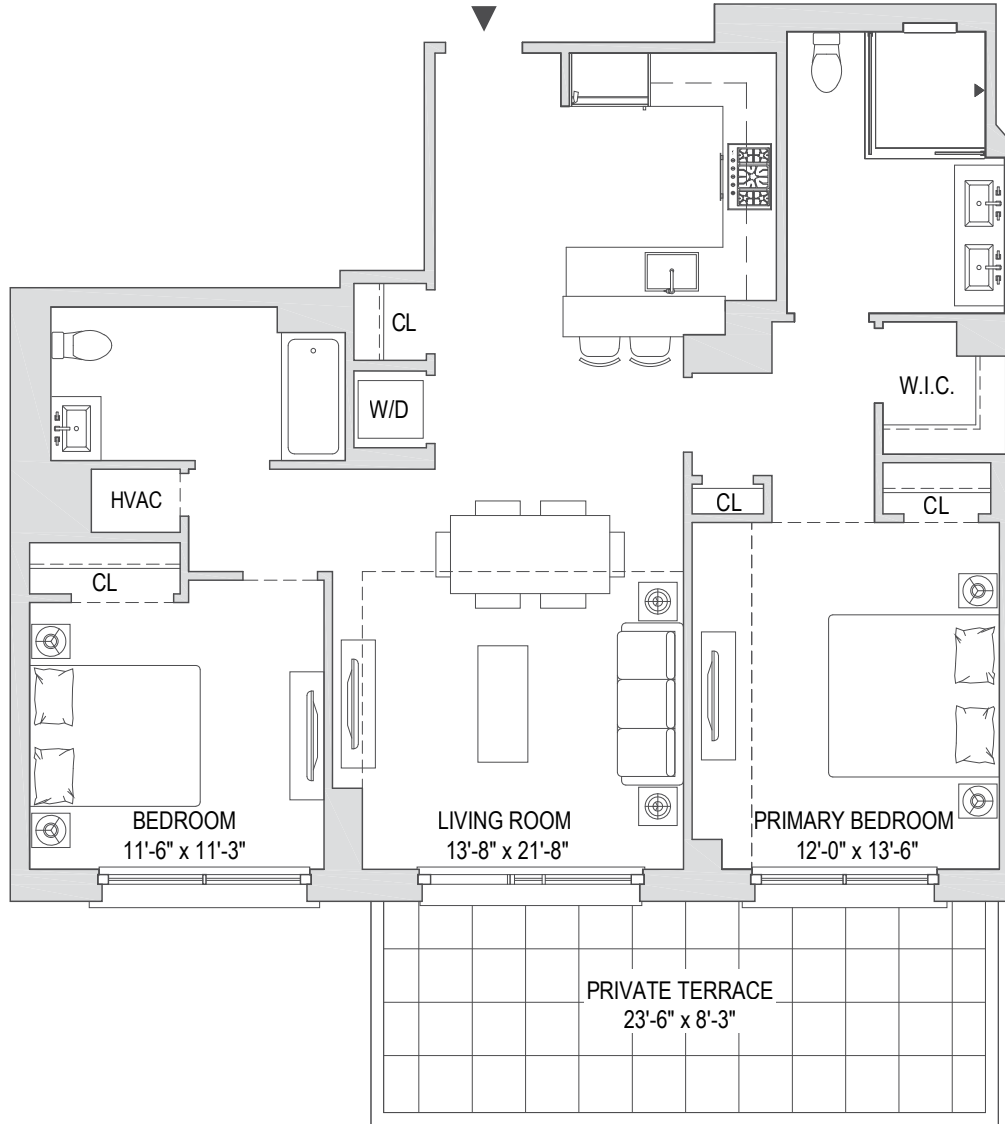 CL
W.I.C.
W/D
HVAC
CL
CL
CL
BEDROOM
11'-6" x 11'-3"
LIVING ROOM
13'-8" x 21'-8"
PRIMARY BEDROOM
12'-0" x 13'-6"
PRIVATE TERRACE
23'-6" x 8'-3"